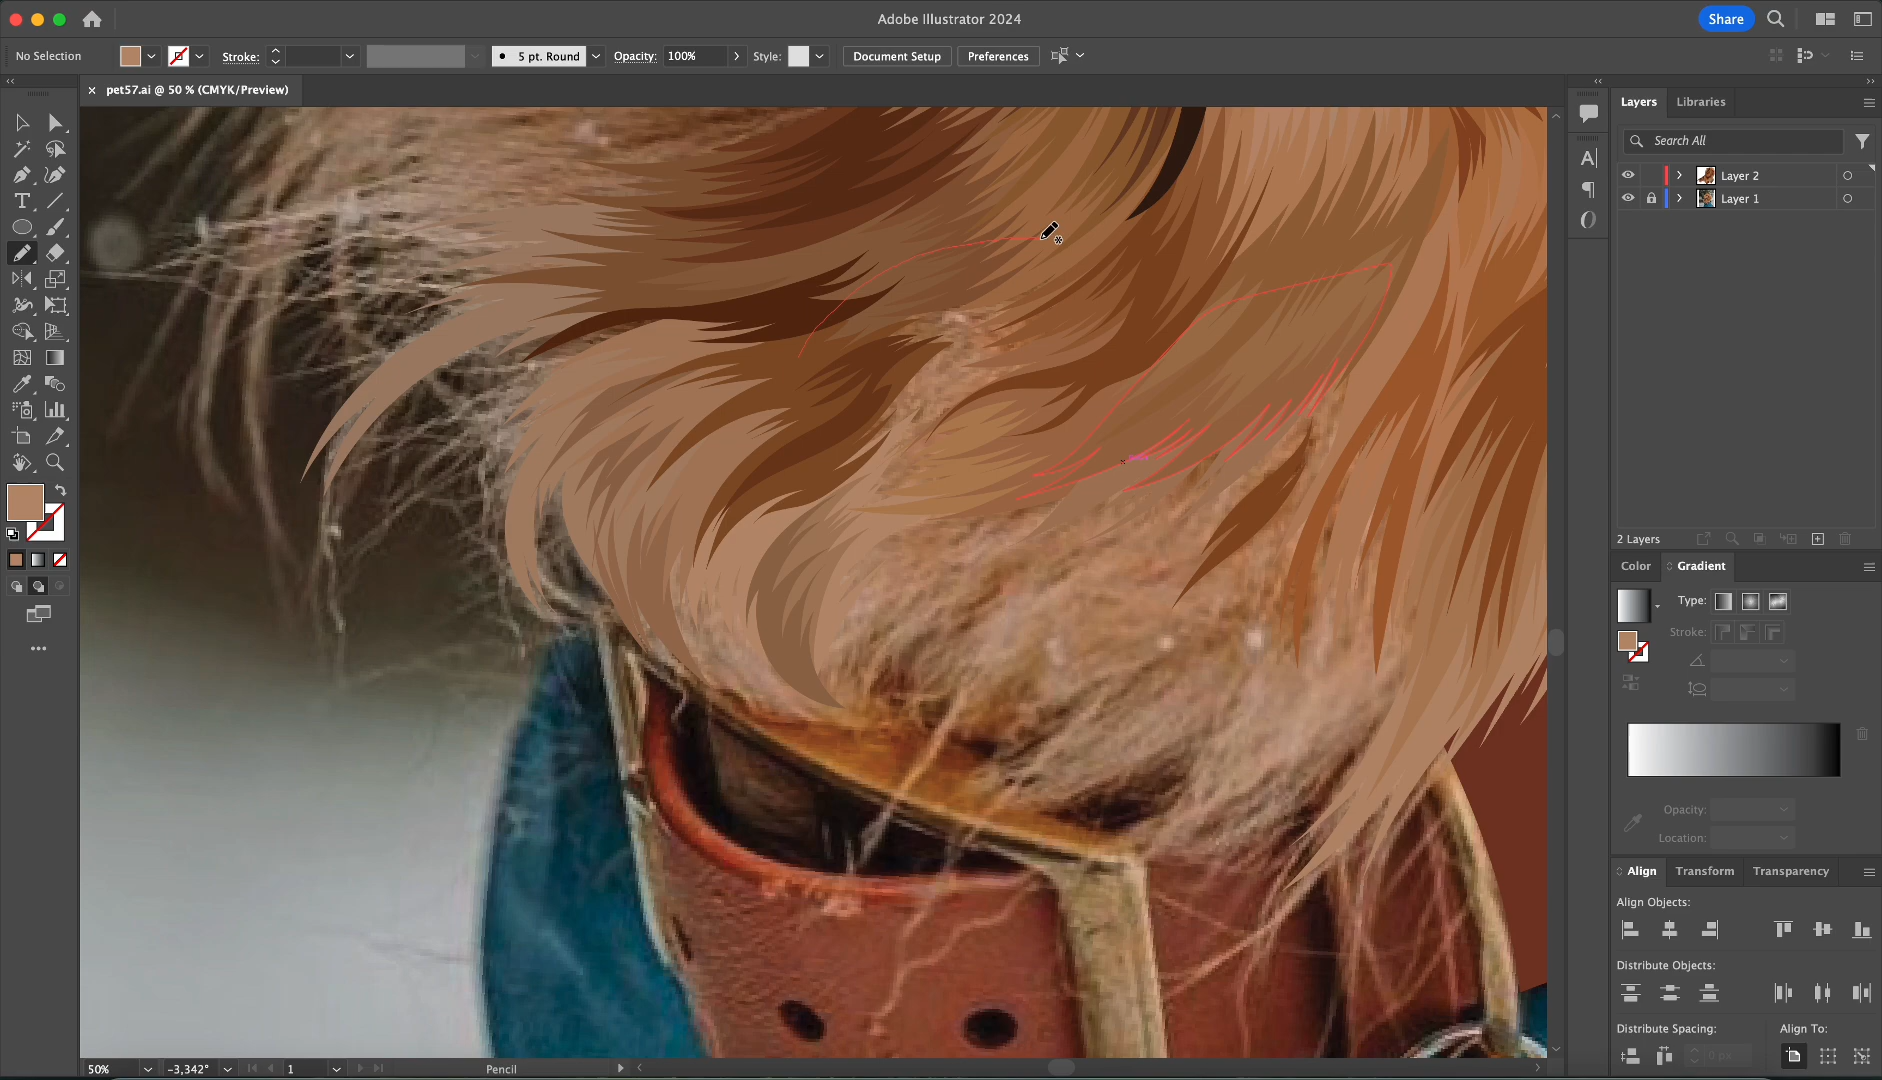 Adobe Illustrator 2024
Share
No Selection
Stroke:
5 pt. Round
Opacity:
100%
Style:
Document Setup
Preferences
pet57.ai @ 50 % (CMYK/Preview)
Layers
Libraries
Search All
Layer 2
Layer 1
2 Layers
Color
Gradient
Type:
Stroke:
Opacity:
Location:
Align
Transform
Transparency
Align Objects:
Distribute Objects:
Distribute Spacing:
Align To:
0 px
50%
-3,342°
1
Pencil